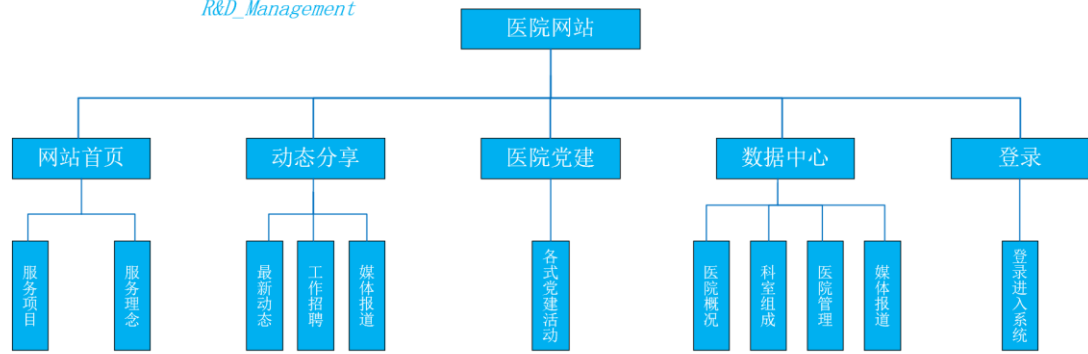 R&D_Management
医院网站
网站首页
动态分享
医院党建
数据中心
登录
服务项目
服务理念
最新动态
工作招聘
媒体报道
各式党建活动
医院概况
科室组成
医院管理
媒体报道
登录进入系统